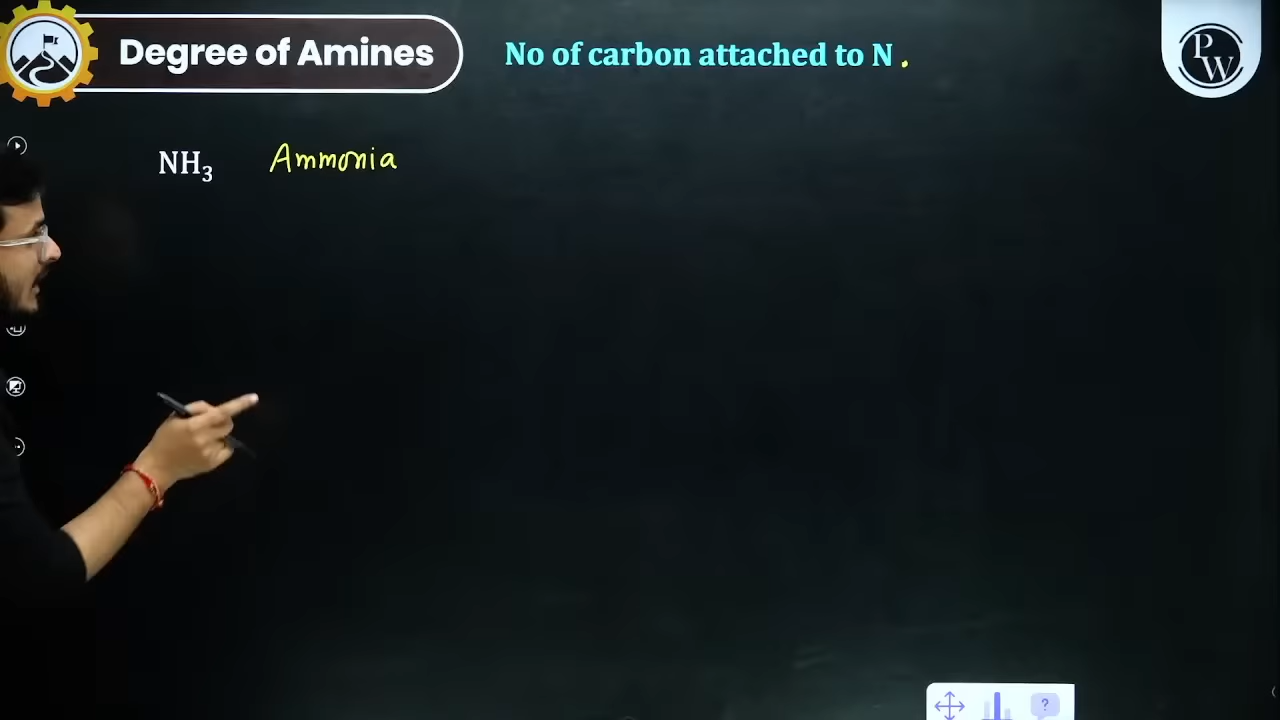 Degree of Amines No of carbon attached to N .
PW
NH₃ Ammonia
?